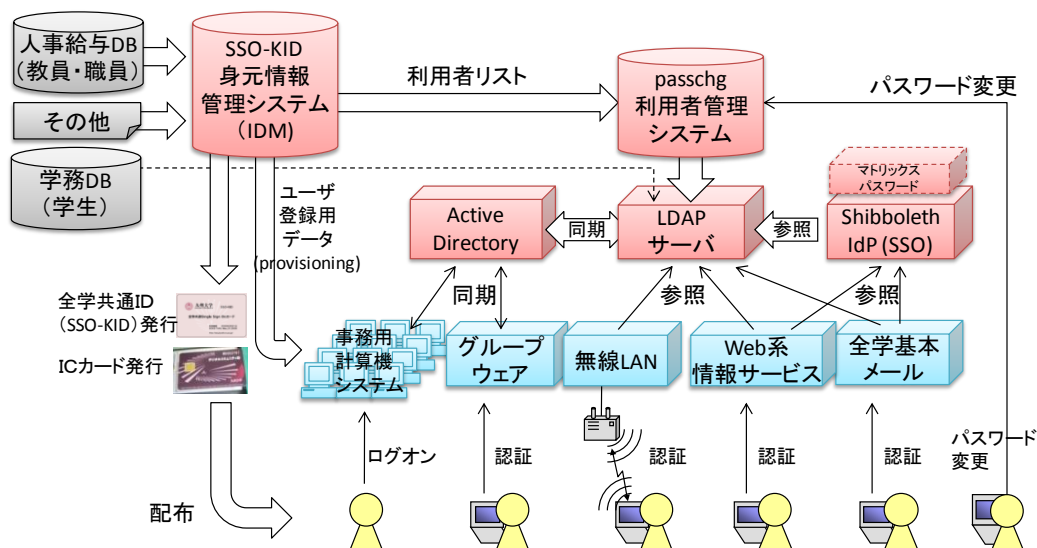 人事給与DB
(教員・職員)
その他
学務DB
(学生)
SSO-KID
身元情報
管理システム
(IDM)
利用者リスト
passchg
利用者管理
システム
パスワード変更
マトリックス
パスワード
Shibboleth
IdP (SSO)
参照
LDAP
サーバ
同期
Active
Directory
ユーザ
登録用
データ
(provisioning)
同期
参照
参照
全学共通ID
(SSO-KID)発行
ICカード発行
事務用
計算機
システム
グループ
ウェア
無線LAN
Web系
情報サービス
全学基本
メール
ログオン
認証
認証
認証
認証
パスワード
変更
配布